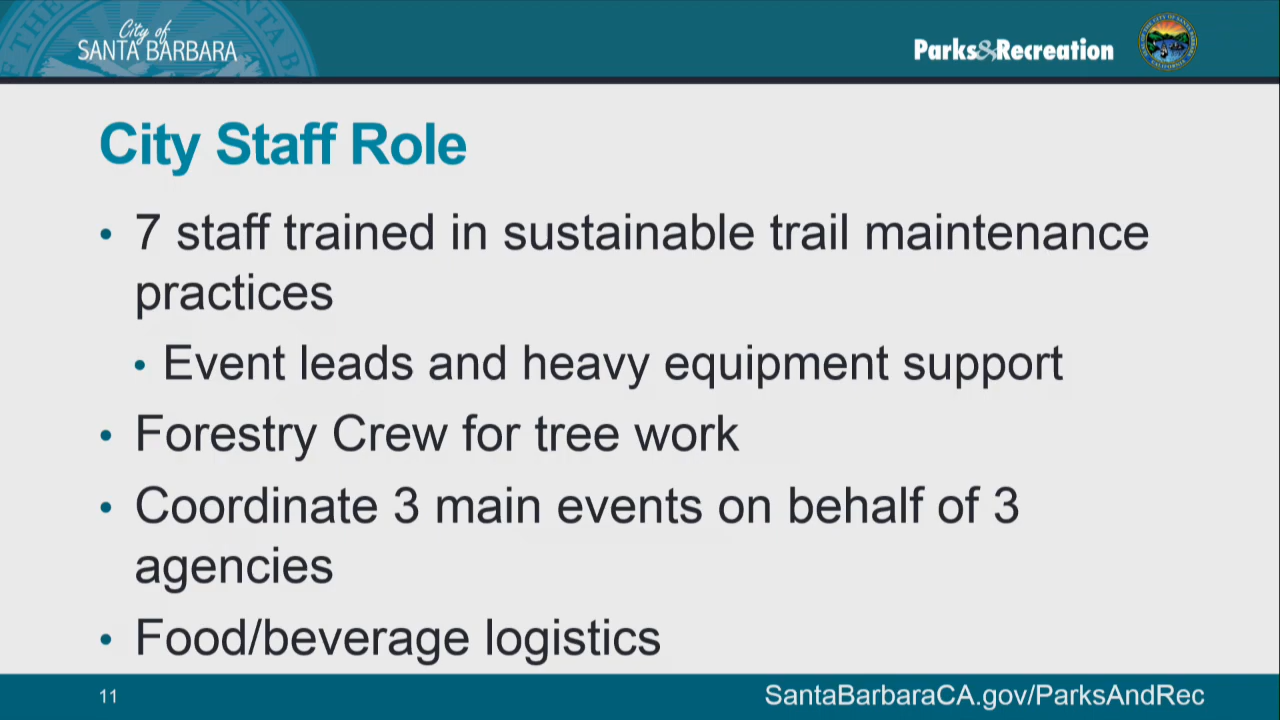 City of
SANTA BARBARA
Parks&Recreation
City Staff Role
• 7 staff trained in sustainable trail maintenance
practices
• Event leads and heavy equipment support
• Forestry Crew for tree work
• Coordinate 3 main events on behalf of 3
agencies
• Food/beverage logistics
11
SantaBarbaraCA.gov/ParksAndRec